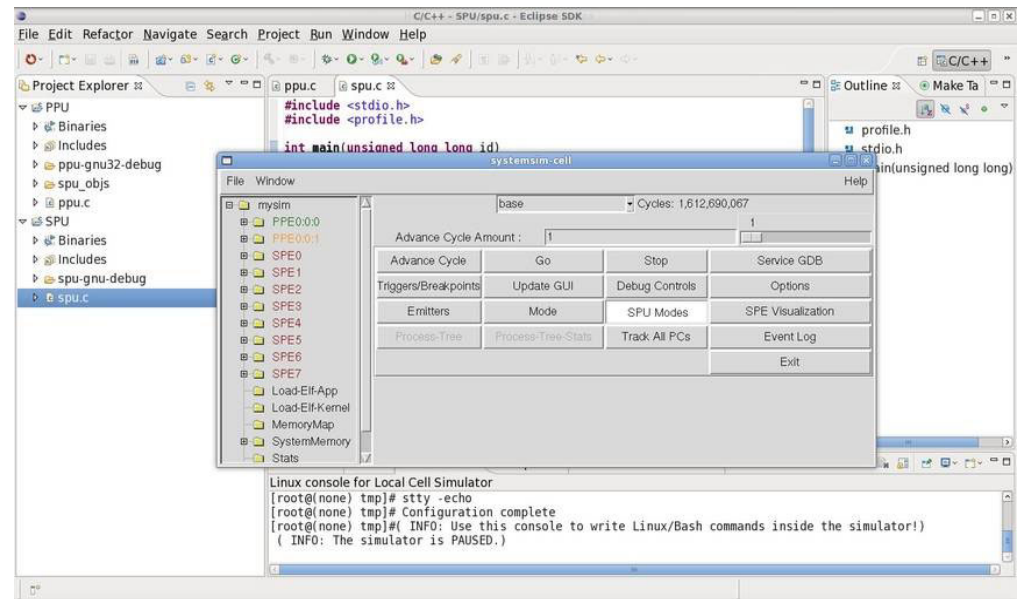 C/C++ - SPU/spu.c - Eclipse SDK
File Edit Refactor Navigate Search Project Run Window Help
C/C++
Project Explorer
PPU
Binaries
Includes
ppu-gnu32-debug
spu_objs
ppu.c
SPU
Binaries
Includes
spu-gnu-debug
spu.c
ppu.c spu.c
#include <stdio.h>
#include <profile.h>
int main(unsigned long long id)
Outline Make Ta
profile.h
stdio.h
ain(unsigned long long)
systemsim-cell
File Window Help
mysim
PPE0:0:0
PPE0:0:1
SPE0
SPE1
SPE2
SPE3
SPE4
SPE5
SPE6
SPE7
Load-Elf-App
Load-Elf-Kernel
MemoryMap
SystemMemory
Stats
base Cycles: 1,612,690,067
1
Advance Cycle Amount : 1
Advance Cycle Go Stop Service GDB
Triggers/Breakpoints Update GUI Debug Controls Options
Emitters Mode SPU Modes SPE Visualization
Process-Tree Process-Tree-Stats Track All PCs Event Log
Exit
Linux console for Local Cell Simulator
[root@(none) tmp]# stty -echo
[root@(none) tmp]# Configuration complete
[root@(none) tmp]#( INFO: Use this console to write Linux/Bash commands inside the simulator!)
( INFO: The simulator is PAUSED.)